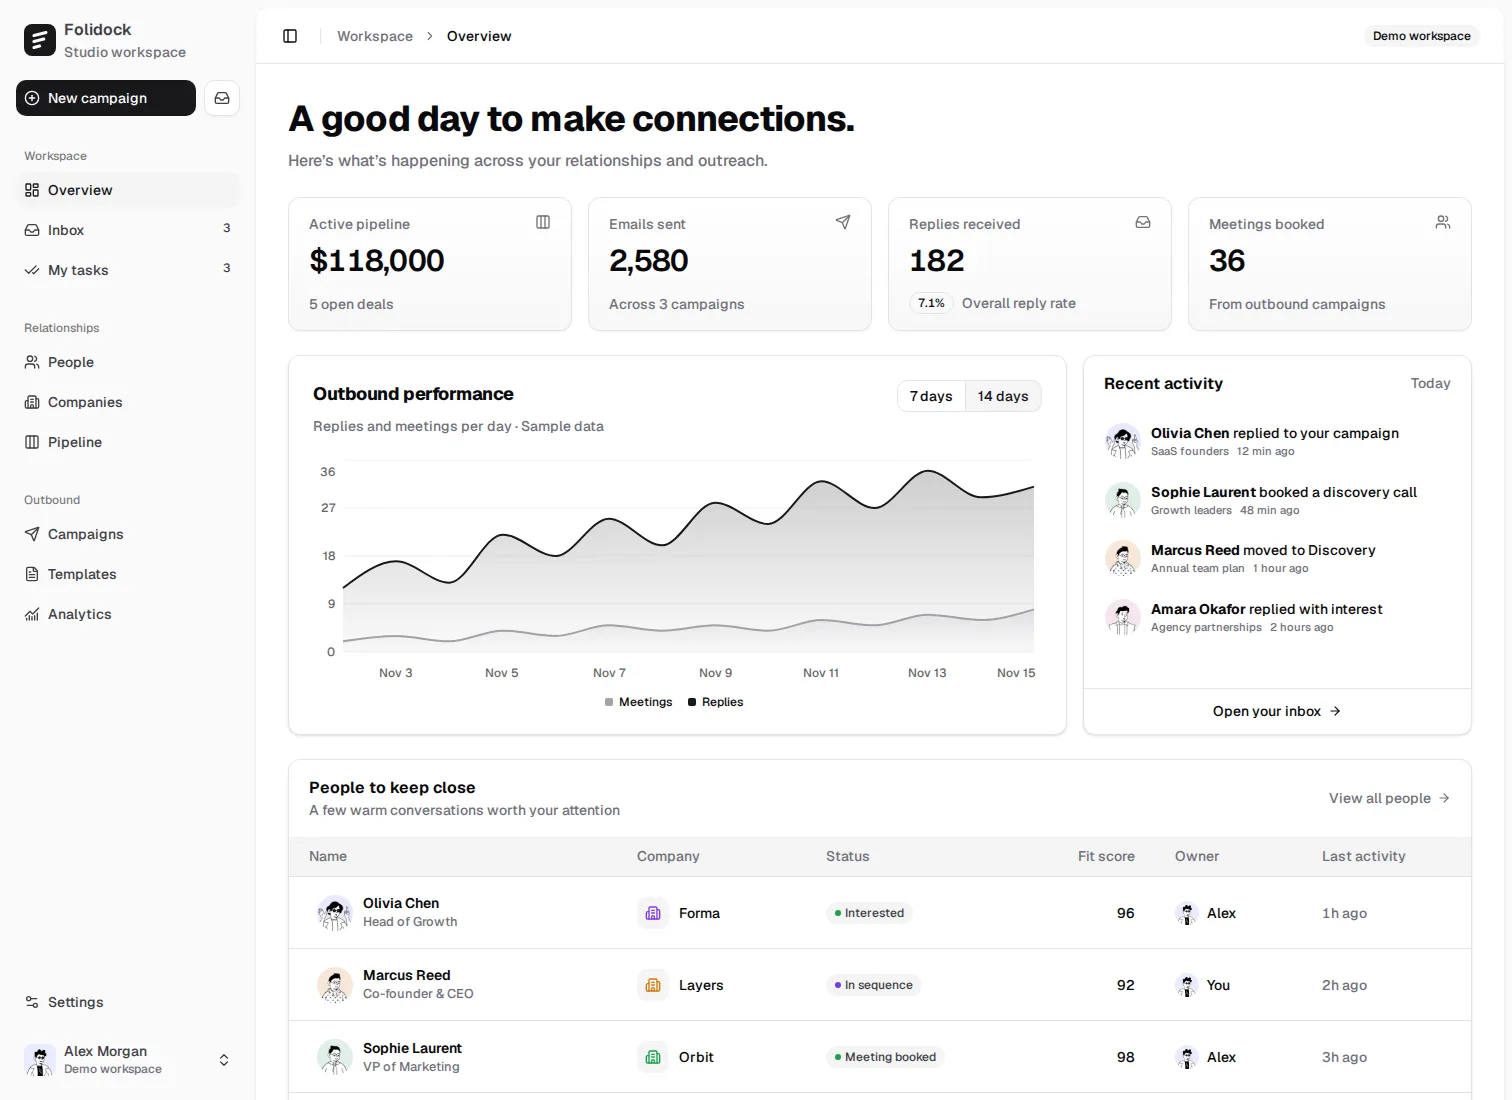 Folidock
Studio workspace
New campaign
Workspace
Overview
Inbox 3
My tasks 3
Relationships
People
Companies
Pipeline
Outbound
Campaigns
Templates
Analytics
Settings
Alex Morgan
Demo workspace
Workspace > Overview
Demo workspace
A good day to make connections.
Here’s what’s happening across your relationships and outreach.
Active pipeline
$118,000
5 open deals
Emails sent
2,580
Across 3 campaigns
Replies received
182
7.1% Overall reply rate
Meetings booked
36
From outbound campaigns
Outbound performance
Replies and meetings per day · Sample data
7 days 14 days
36
27
18
9
0
Nov 3 Nov 5 Nov 7 Nov 9 Nov 11 Nov 13 Nov 15
Meetings Replies
Recent activity Today
Olivia Chen replied to your campaign
SaaS founders 12 min ago
Sophie Laurent booked a discovery call
Growth leaders 48 min ago
Marcus Reed moved to Discovery
Annual team plan 1 hour ago
Amara Okafor replied with interest
Agency partnerships 2 hours ago
Open your inbox →
People to keep close
A few warm conversations worth your attention
View all people →
Name Company Status Fit score Owner Last activity
Olivia Chen
Head of Growth
Forma Interested 96 Alex 1h ago
Marcus Reed
Co-founder & CEO
Layers In sequence 92 You 2h ago
Sophie Laurent
VP of Marketing
Orbit Meeting booked 98 Alex 3h ago